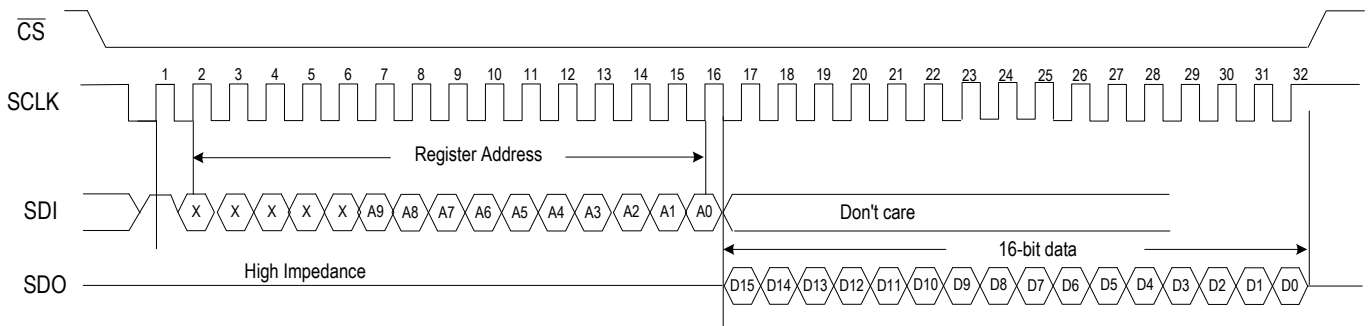 CS
1 2 3 4 5 6 7 8 9 10 11 12 13 14 15 16 17 18 19 20 21 22 23 24 25 26 27 28 29 30 31 32
SCLK
Register Address
SDI X X X X X A9 A8 A7 A6 A5 A4 A3 A2 A1 A0 Don't care
High Impedance 16-bit data
SDO D15 D14 D13 D12 D11 D10 D9 D8 D7 D6 D5 D4 D3 D2 D1 D0